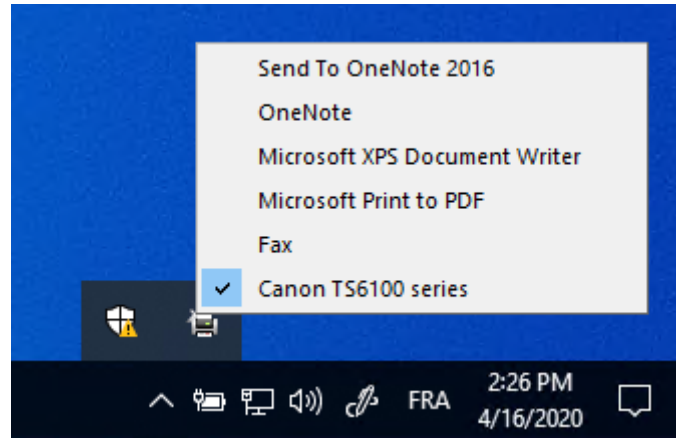 Send To OneNote 2016
OneNote
Microsoft XPS Document Writer
Microsoft Print to PDF
Fax
Canon TS6100 series
FRA
2:26 PM
4/16/2020